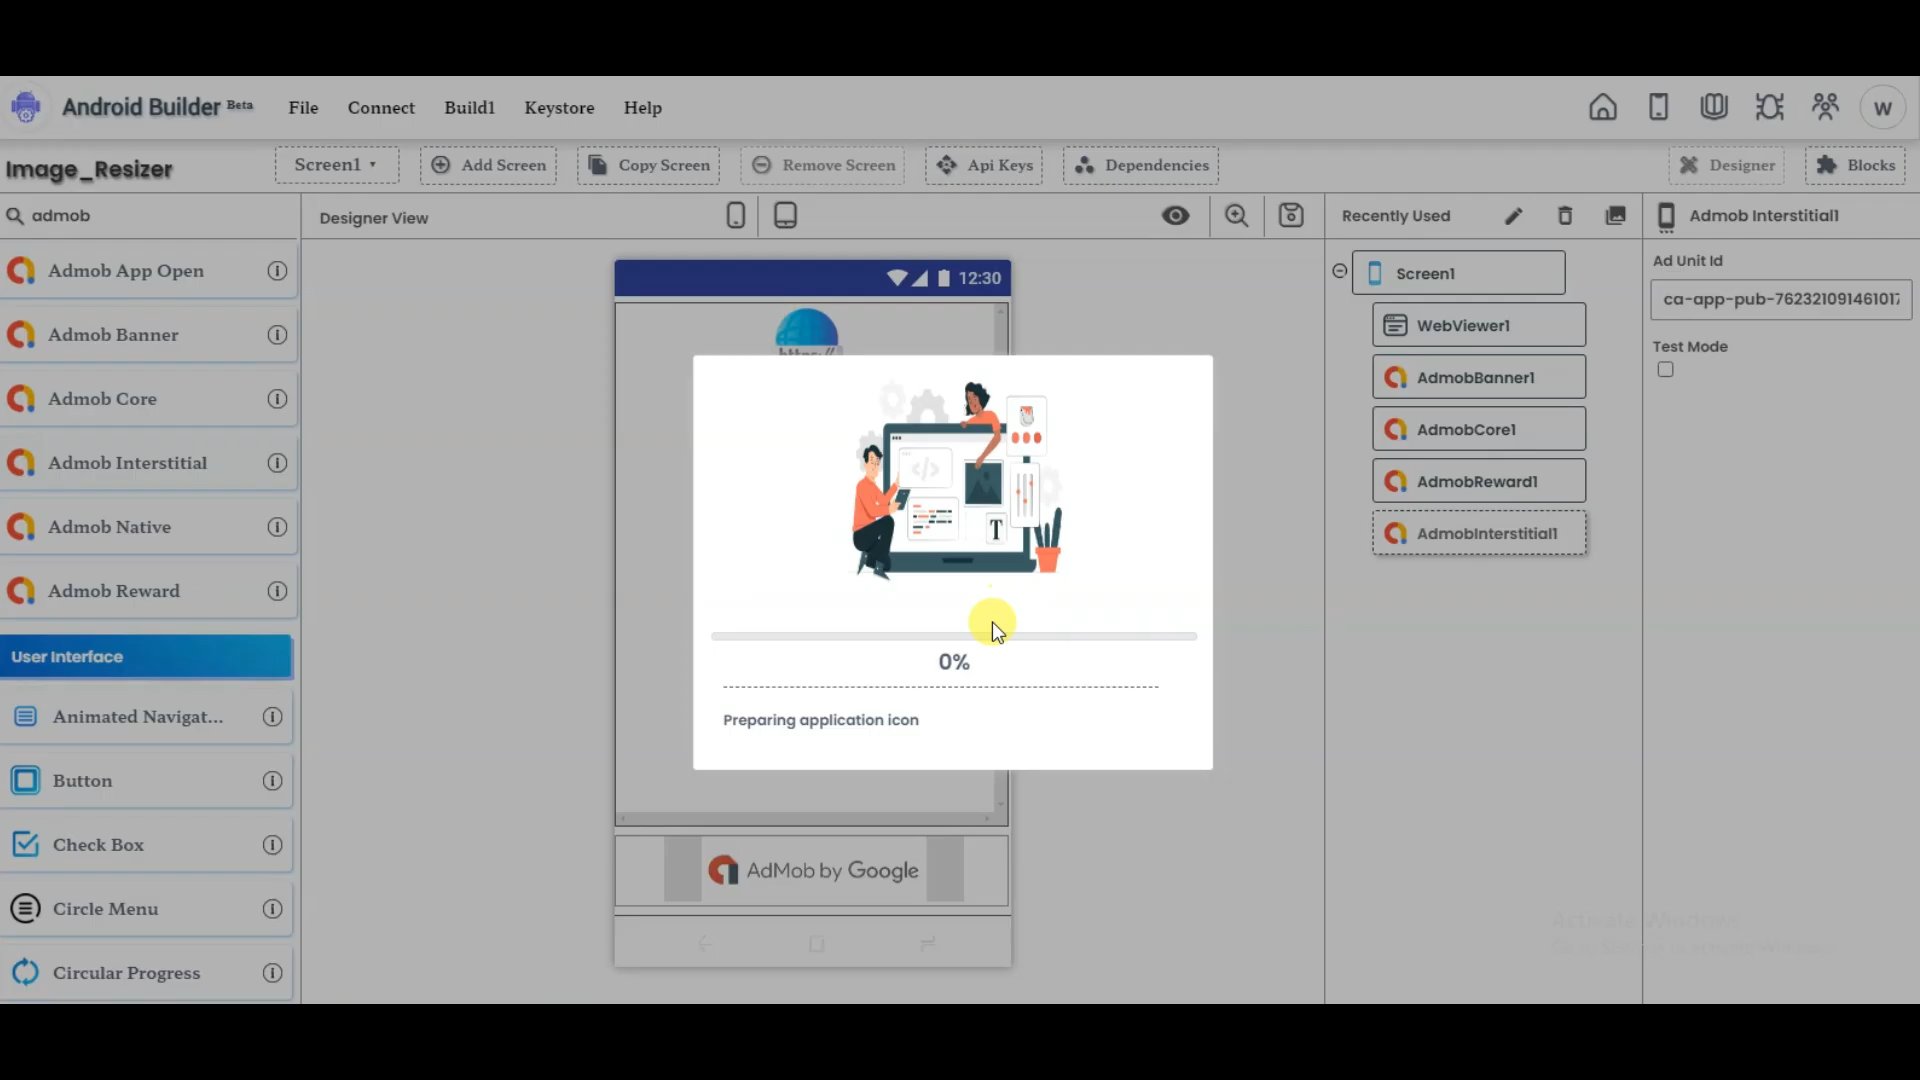 Android Builder Beta
File
Connect
Build1
Keystore
Help
W
Image_Resizer
Screen1
Add Screen
Copy Screen
Remove Screen
Api Keys
Dependencies
Designer
Blocks
admob
Designer View
Recently Used
Admob Interstitial1
Admob App Open
Admob Banner
Admob Core
Admob Interstitial
Admob Native
Admob Reward
User Interface
Animated Navigat...
Button
Check Box
Circle Menu
Circular Progress
12:30
T
0%
Preparing application icon
AdMob by Google
Screen1
WebViewer1
AdmobBanner1
AdmobCore1
AdmobReward1
AdmobInterstitial1
Ad Unit Id
ca-app-pub-762321091461017
Test Mode
Activate Windows